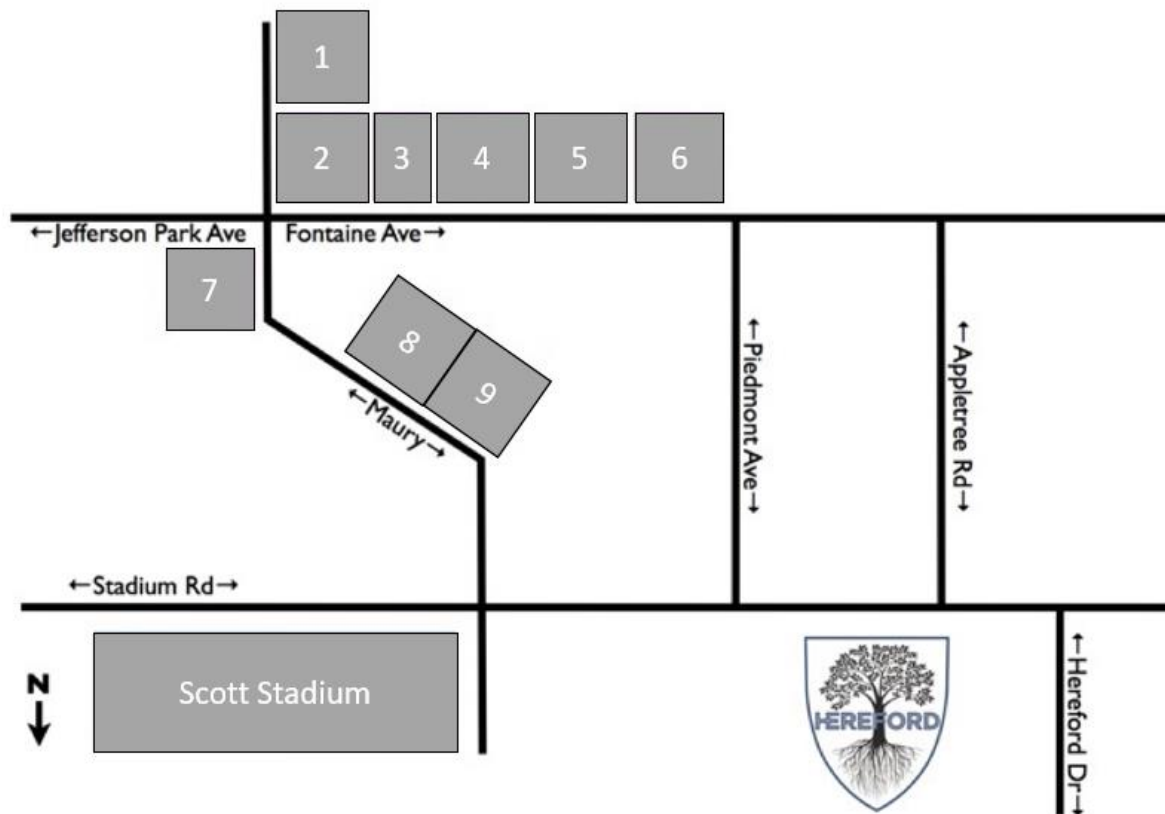 1
2 3 4 5 6
←Jefferson Park Ave Fontaine Ave→
7
8
9
←Maury→
←Piedmont Ave→
←Appletree Rd→
←Stadium Rd→
Scott Stadium
N
HEREFORD
←Hereford Dr→